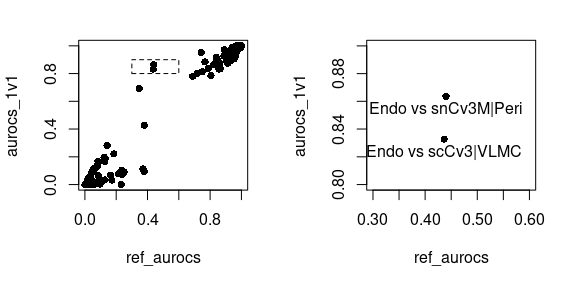 aurocs_1v1
0.0 0.4 0.8
0.0 0.4 0.8
ref_aurocs
aurocs_1v1
0.80 0.84 0.88
Endo vs snCv3M|Peri
Endo vs scCv3|VLMC
0.30 0.40 0.50 0.60
ref_aurocs